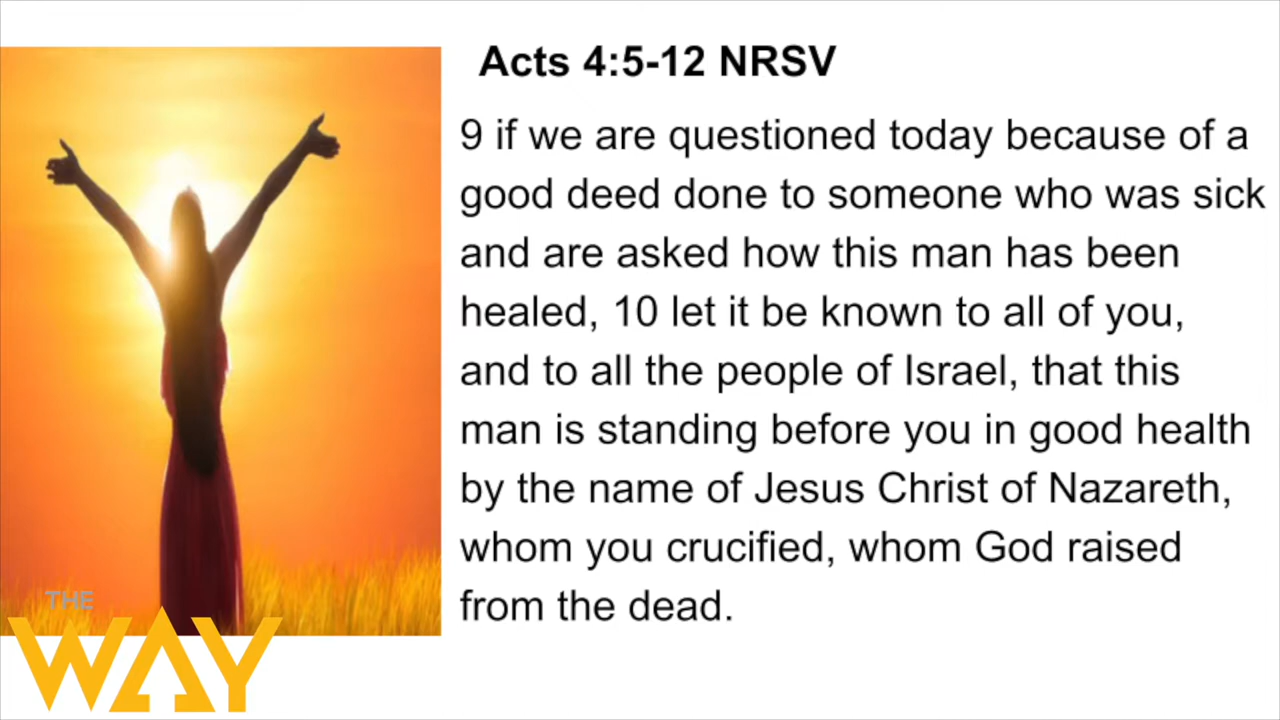 Acts 4:5-12 NRSV
9 if we are questioned today because of a
good deed done to someone who was sick
and are asked how this man has been
healed, 10 let it be known to all of you,
and to all the people of Israel, that this
man is standing before you in good health
by the name of Jesus Christ of Nazareth,
whom you crucified, whom God raised
from the dead.
THE
WAY